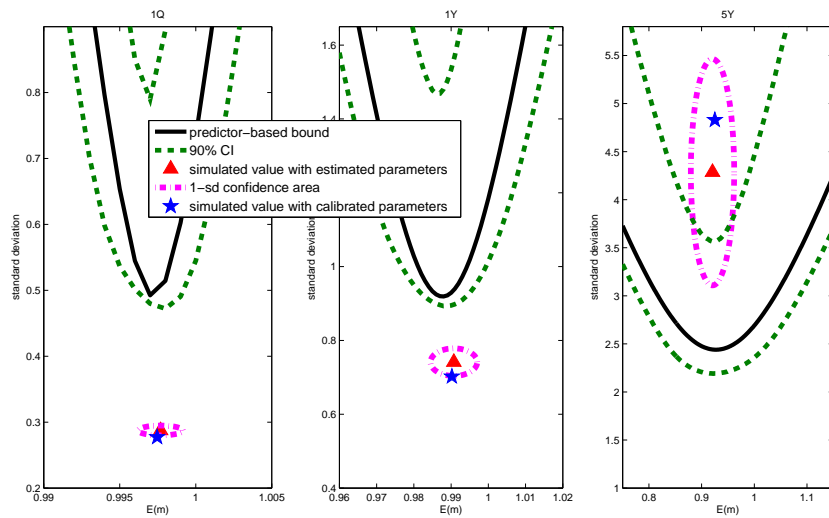 1Q
1Y
5Y
standard deviation
0.8
0.7
0.6
0.5
0.4
0.3
0.2
0.99
0.995
1
1.005
E(m)
standard deviation
1.6
1.4
1.2
1
0.8
0.6
0.4
0.96
0.97
0.98
0.99
1
1.01
1.02
E(m)
standard deviation
5.5
5
4.5
4
3.5
3
2.5
2
1.5
1
0.8
0.9
1
1.1
E(m)
predictor-based bound
90% CI
simulated value with estimated parameters
1-sd confidence area
simulated value with calibrated parameters